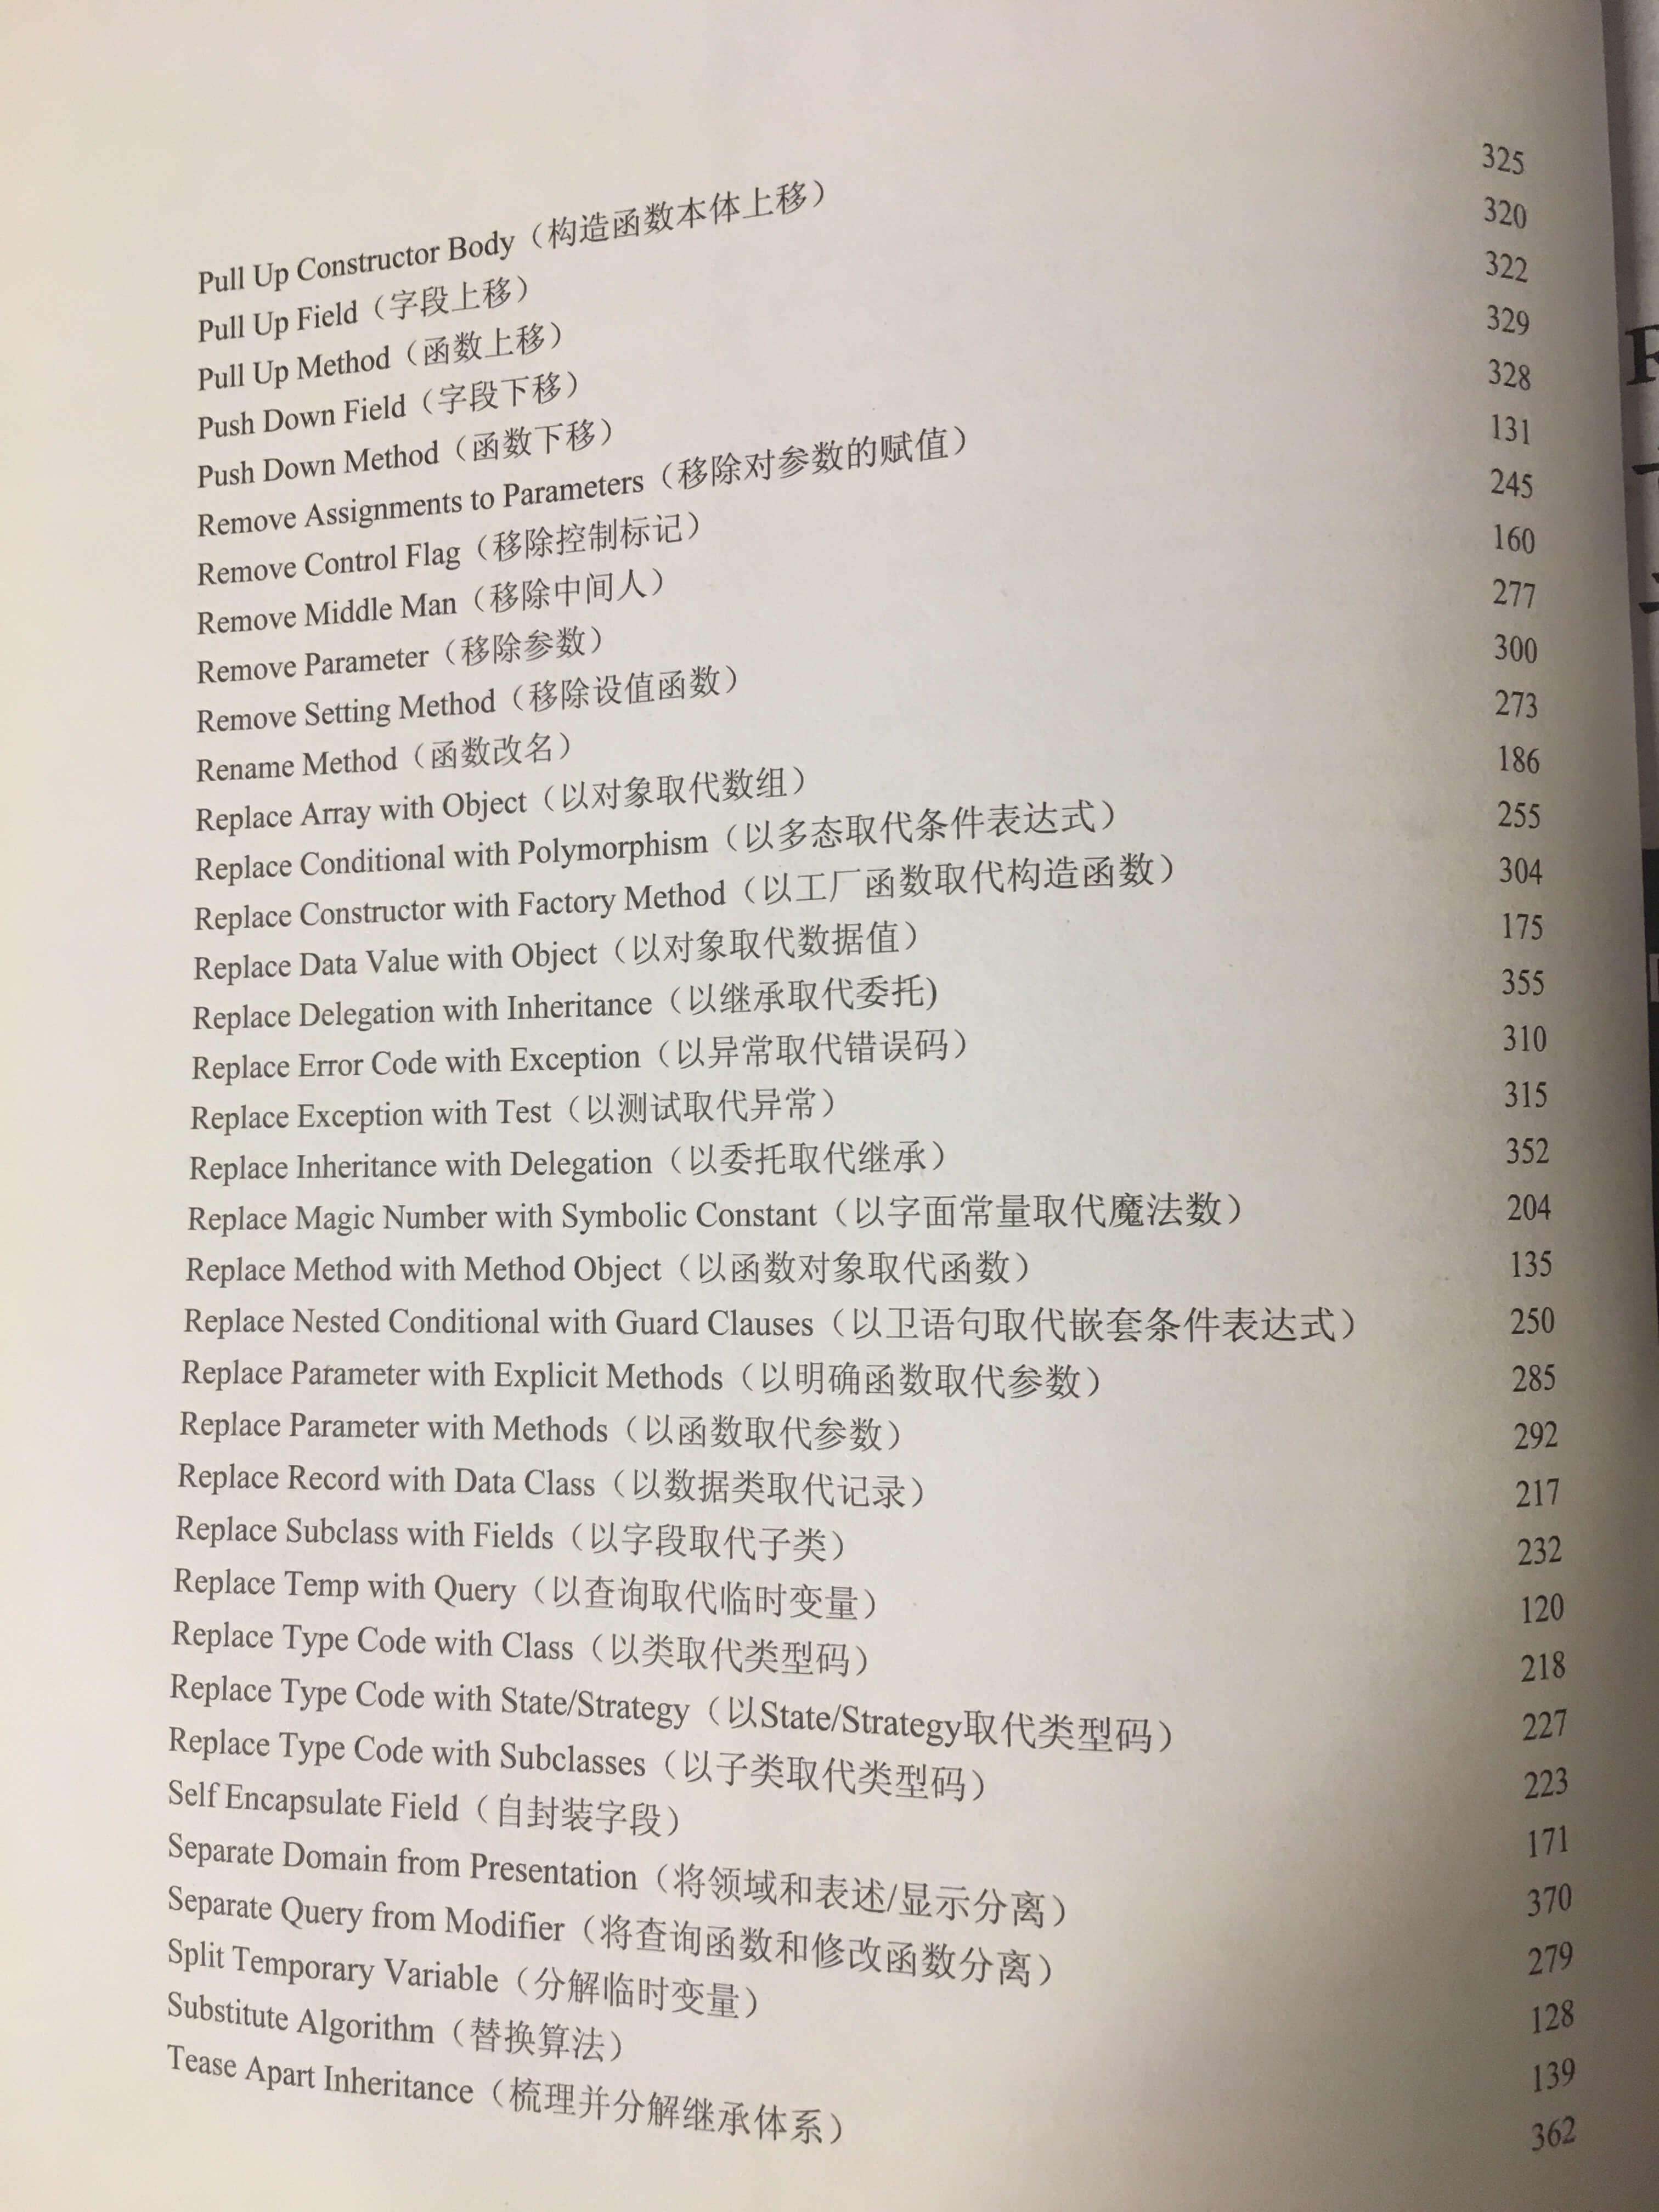 Pull Up Constructor Body（构造函数本体上移） 325
Pull Up Field（字段上移） 320
Pull Up Method（函数上移） 322
Push Down Field（字段下移） 329
Push Down Method（函数下移） 328
Remove Assignments to Parameters（移除对参数的赋值） 131
Remove Control Flag（移除控制标记） 245
Remove Middle Man（移除中间人） 160
Remove Parameter（移除参数） 277
Remove Setting Method（移除设值函数） 300
Rename Method（函数改名） 273
Replace Array with Object（以对象取代数组） 186
Replace Conditional with Polymorphism（以多态取代条件表达式） 255
Replace Constructor with Factory Method（以工厂函数取代构造函数） 304
Replace Data Value with Object（以对象取代数据值） 175
Replace Delegation with Inheritance（以继承取代委托) 355
Replace Error Code with Exception（以异常取代错误码） 310
Replace Exception with Test（以测试取代异常） 315
Replace Inheritance with Delegation（以委托取代继承） 352
Replace Magic Number with Symbolic Constant（以字面常量取代魔法数） 204
Replace Method with Method Object（以函数对象取代函数） 135
Replace Nested Conditional with Guard Clauses（以卫语句取代嵌套条件表达式） 250
Replace Parameter with Explicit Methods（以明确函数取代参数） 285
Replace Parameter with Methods（以函数取代参数） 292
Replace Record with Data Class（以数据类取代记录） 217
Replace Subclass with Fields（以字段取代子类） 232
Replace Temp with Query（以查询取代临时变量） 120
Replace Type Code with Class（以类取代类型码） 218
Replace Type Code with State/Strategy（以State/Strategy取代类型码） 227
Replace Type Code with Subclasses（以子类取代类型码） 223
Self Encapsulate Field（自封装字段） 171
Separate Domain from Presentation（将领域和表述/显示分离） 370
Separate Query from Modifier（将查询函数和修改函数分离） 279
Split Temporary Variable（分解临时变量） 128
Substitute Algorithm（替换算法） 139
Tease Apart Inheritance（梳理并分解继承体系） 362